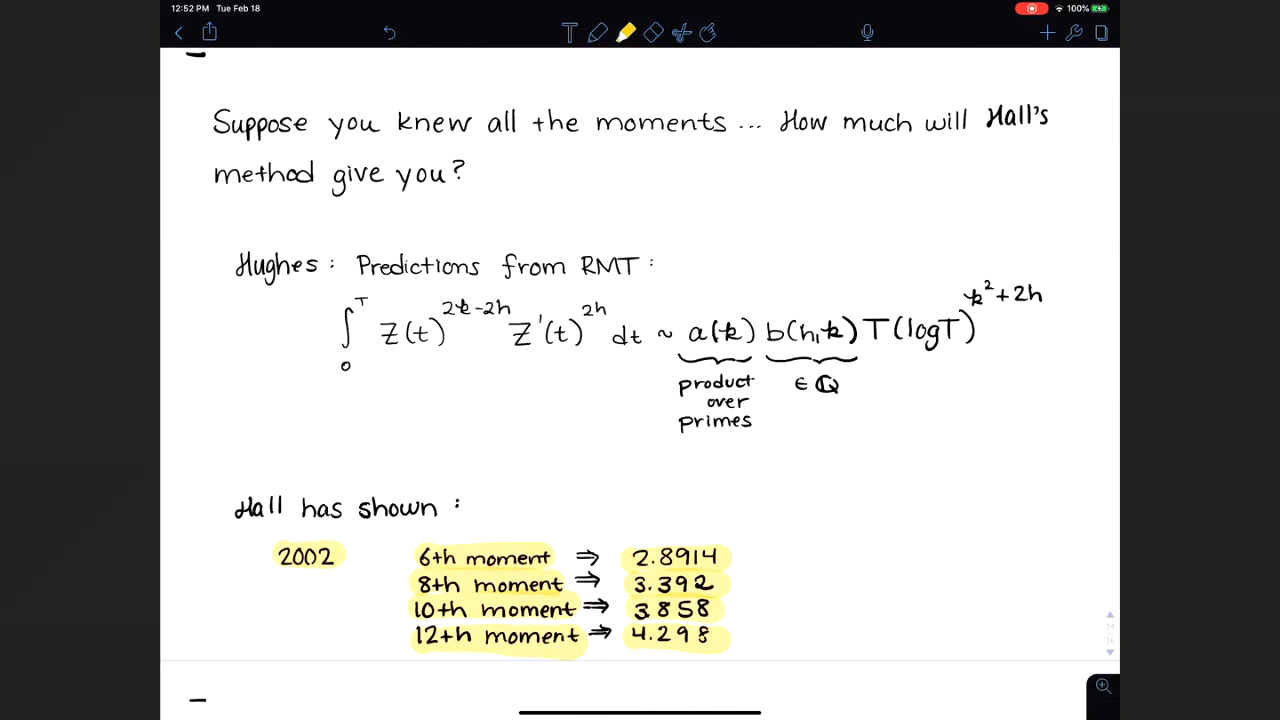 12:52 PM Tue Feb 18
100%
Suppose you knew all the moments ... How much will Hall's
method give you?
Hughes: Predictions from RMT:
∫₀ᵀ Z(t)^{2k-2h} Z'(t)^{2h} dt ~ a(k) b(h,k) T(logT)^{k²+2h}
product ∈ ℚ
over
primes
Hall has shown:
2002 6th moment ⇒ 2.8914
8th moment ⇒ 3.392
10th moment ⇒ 3.858
12th moment ⇒ 4.298